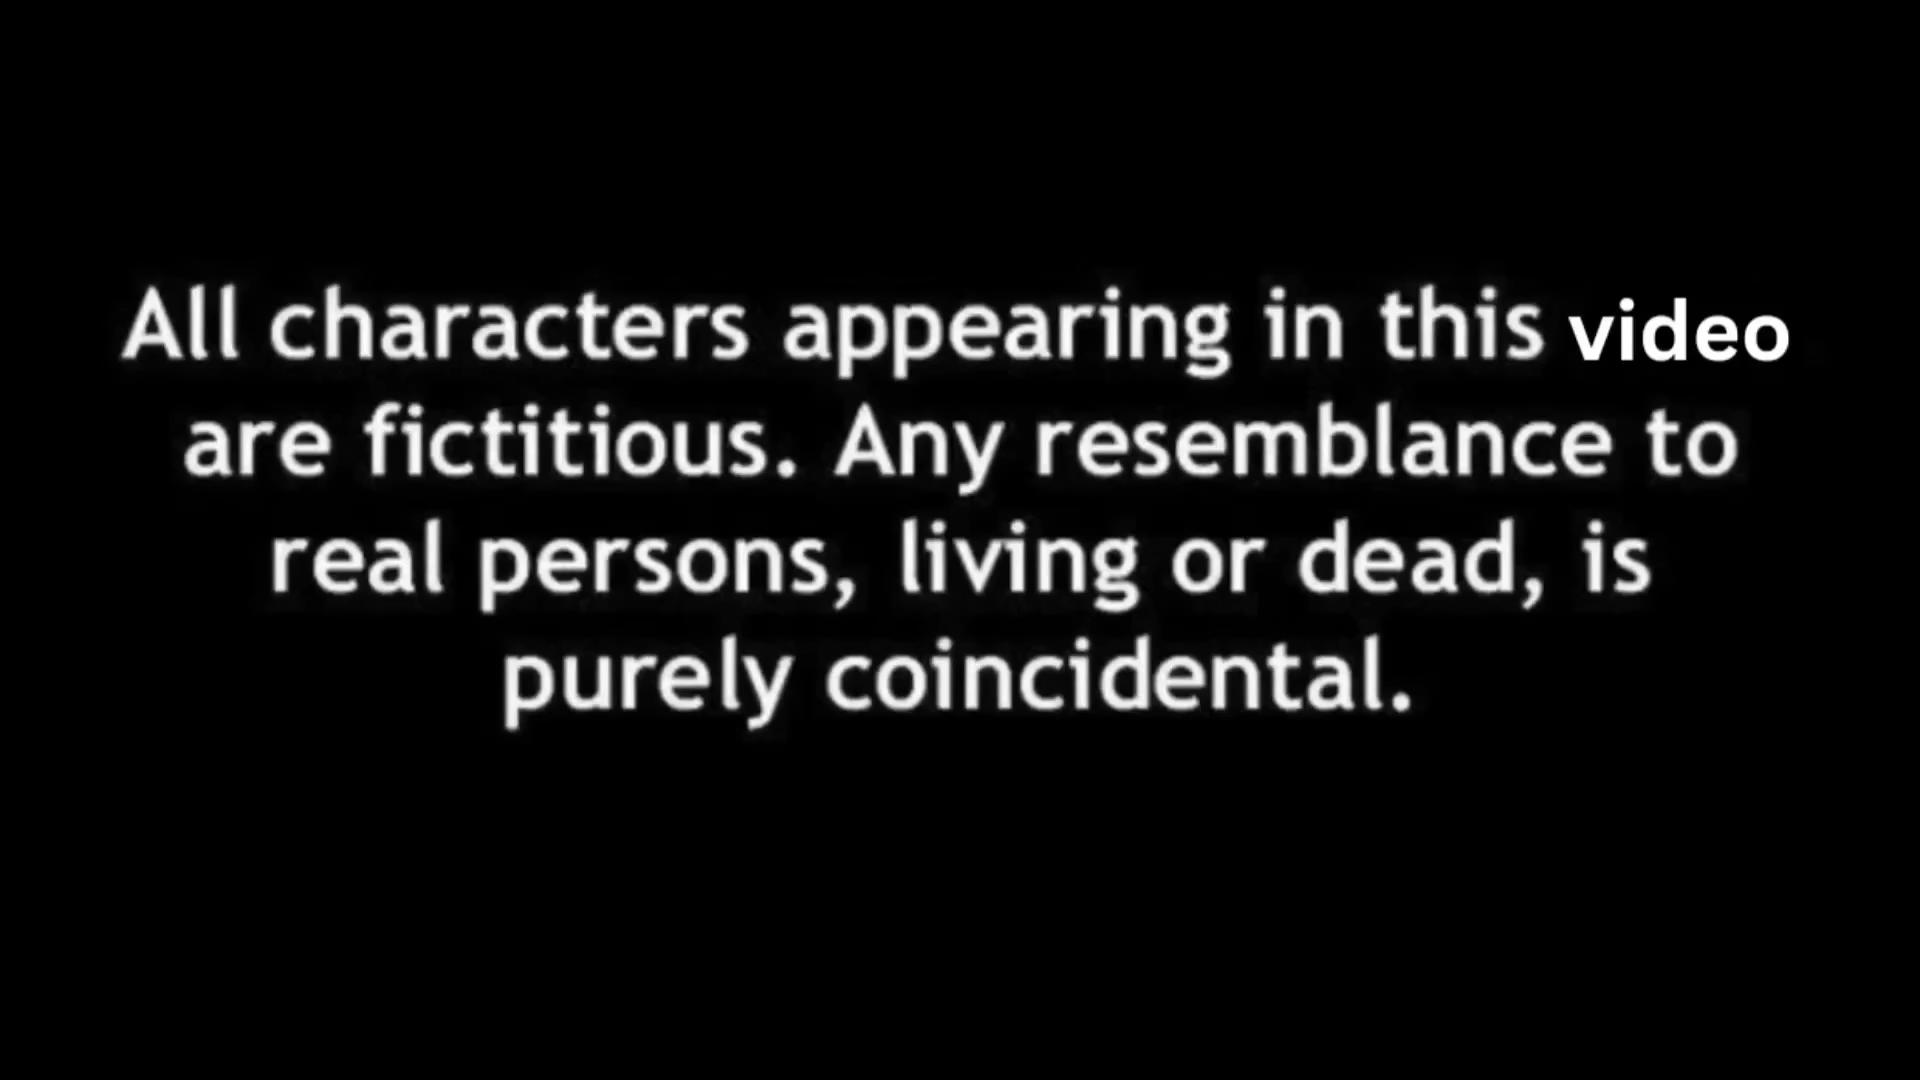 All characters appearing in this video
are fictitious. Any resemblance to
real persons, living or dead, is
purely coincidental.